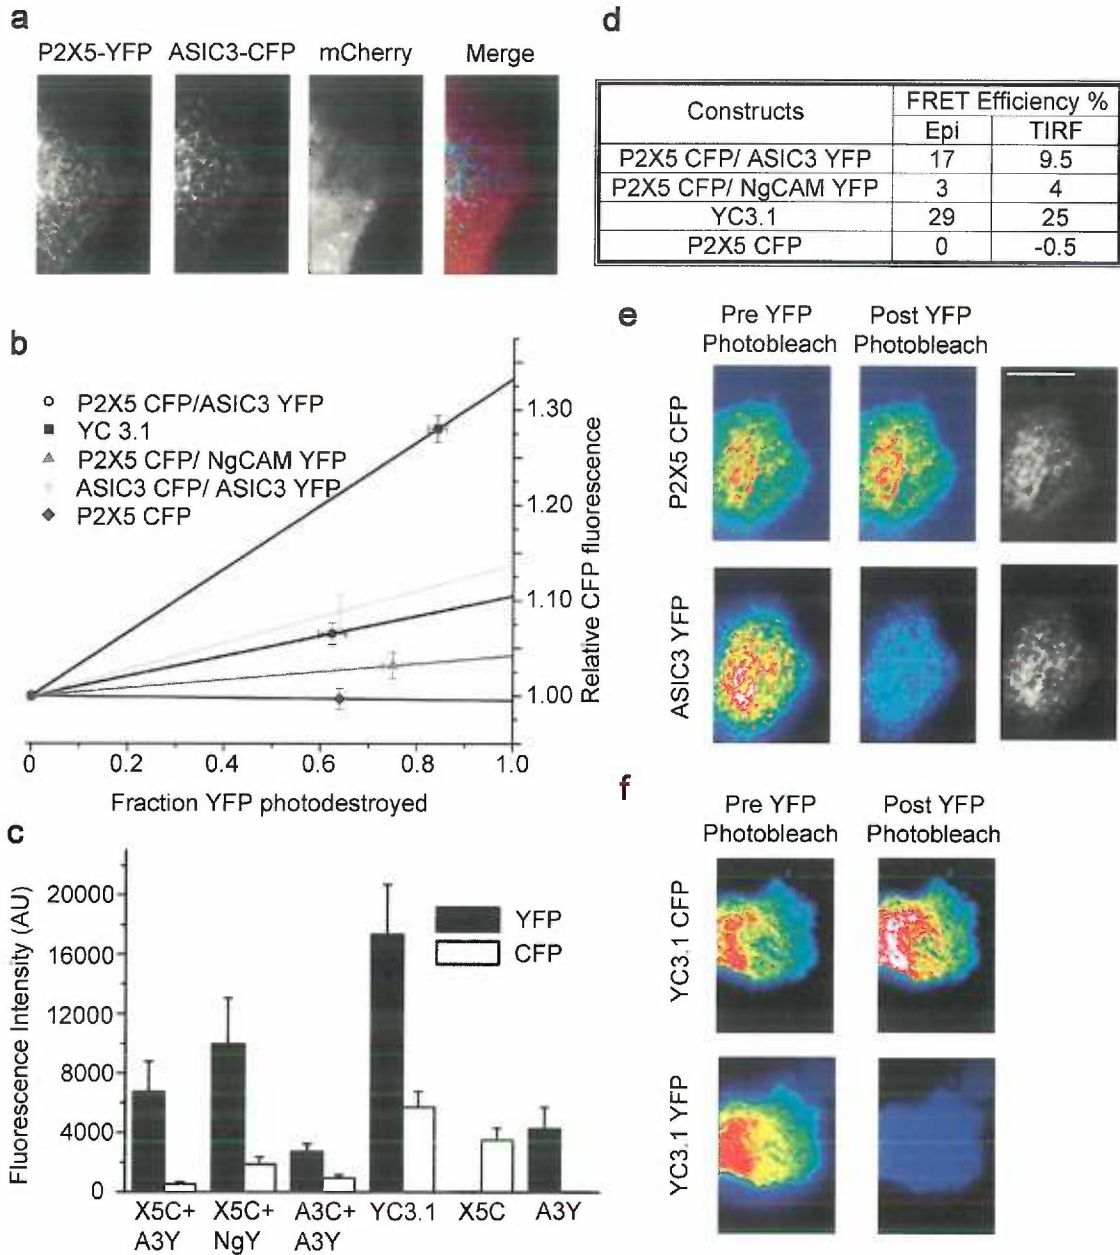 a
P2X5-YFP ASIC3-CFP mCherry Merge
b
P2X5 CFP/ASIC3 YFP
YC 3.1
P2X5 CFP/ NgCAM YFP
ASIC3 CFP/ ASIC3 YFP
P2X5 CFP
1.30
1.20
1.10
1.00
Relative CFP fluorescence
0 0.2 0.4 0.6 0.8 1.0
Fraction YFP photodestroyed
c
Fluorescence Intensity (AU)
20000
16000
12000
8000
4000
0
YFP
CFP
X5C+ X5C+ A3C+ YC3.1 X5C A3Y
A3Y NgY A3Y
d
Constructs FRET Efficiency %
Epi TIRF
P2X5 CFP/ ASIC3 YFP 17 9.5
P2X5 CFP/ NgCAM YFP 3 4
YC3.1 29 25
P2X5 CFP 0 -0.5
e
Pre YFP Post YFP
Photobleach Photobleach
P2X5 CFP
ASIC3 YFP
f
Pre YFP Post YFP
Photobleach Photobleach
YC3.1 CFP
YC3.1 YFP